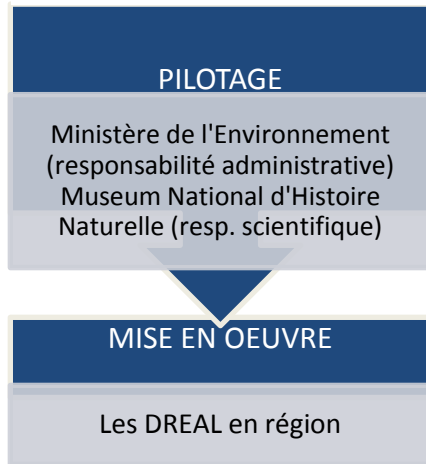 PILOTAGE
Ministère de l'Environnement
(responsabilité administrative)
Museum National d'Histoire
Naturelle (resp. scientifique)
MISE EN OEUVRE
Les DREAL en région